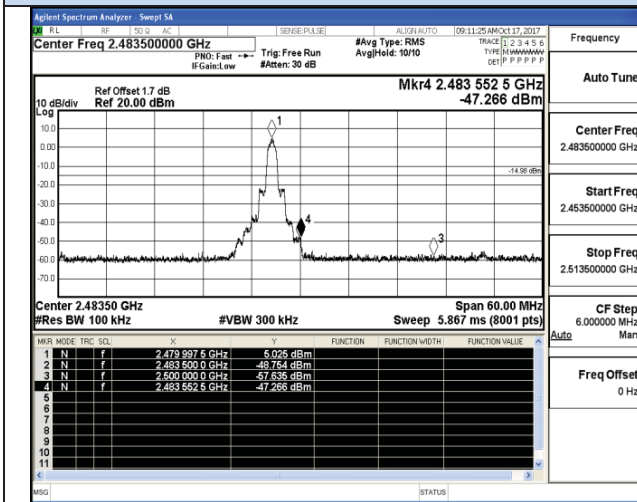 Agilent Spectrum Analyzer - Swept SA
RL RF 50 Ω AC SENSE:PULSE ALIGN AUTO 09:11:25 AM Oct 17, 2017
Center Freq 2.483500000 GHz
PNO: Fast
IFGain:Low
Trig: Free Run
#Atten: 30 dB
#Avg Type: RMS
Avg|Hold: 10/10
TRACE 1 2 3 4 5 6
TYPE M W W W W W
DET P P P P P P
Frequency
Auto Tune
Mkr4 2.483 552 5 GHz
-47.266 dBm
Ref Offset 1.7 dB
10 dB/div Ref 20.00 dBm
Log
10.0
0.00
-10.0
-20.0
-30.0
-40.0
-50.0
-60.0
-70.0
1
-14.98 dBm
4
3
Center Freq
2.483500000 GHz
Start Freq
2.453500000 GHz
Stop Freq
2.513500000 GHz
CF Step
6.000000 MHz
Auto Man
Freq Offset
0 Hz
Center 2.48350 GHz Span 60.00 MHz
#Res BW 100 kHz #VBW 300 kHz Sweep 5.867 ms (8001 pts)
MKR MODE TRC SCL X Y FUNCTION FUNCTION WIDTH FUNCTION VALUE
1 N f 2.479 997 5 GHz 5.025 dBm
2 N f 2.483 500 0 GHz -48.754 dBm
3 N f 2.500 000 0 GHz -57.635 dBm
4 N f 2.483 552 5 GHz -47.266 dBm
5
6
7
8
9
10
11
MSG STATUS